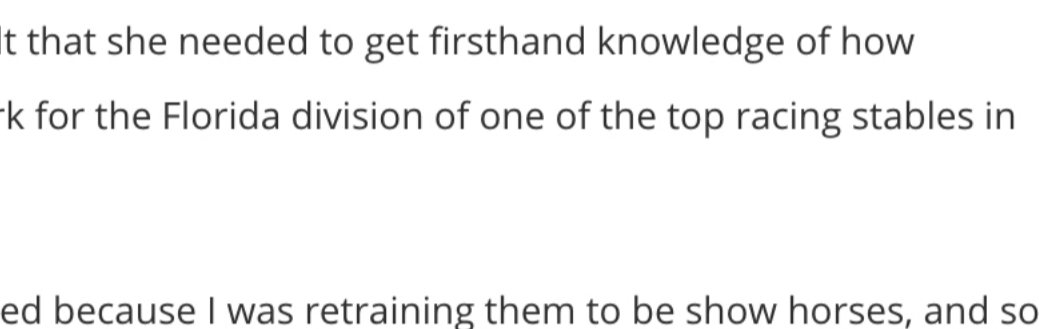 that she needed to get firsthand knowledge of how
for the Florida division of one of the top racing stables in
because I was retraining them to be show horses, and so